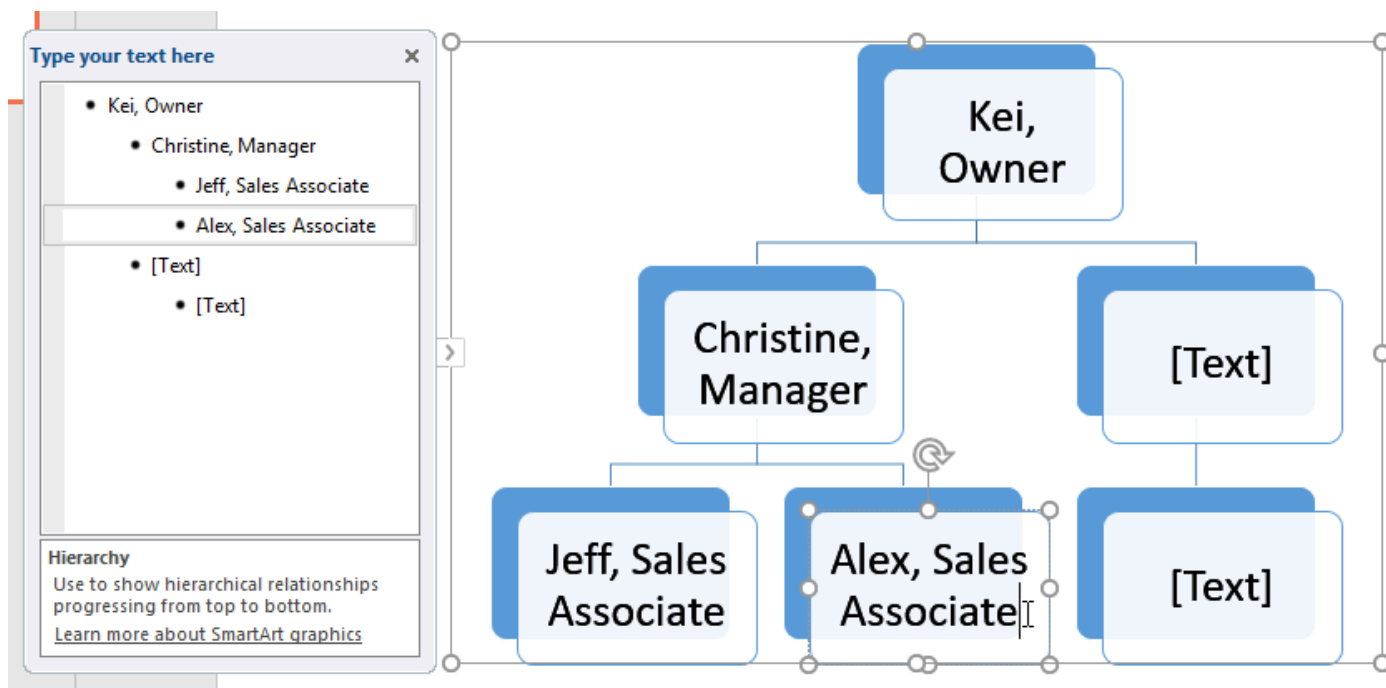 Type your text here
Kei, Owner
Christine, Manager
Jeff, Sales Associate
Alex, Sales Associate
[Text]
[Text]
Hierarchy
Use to show hierarchical relationships
progressing from top to bottom.
Learn more about SmartArt graphics
Kei,
Owner
Christine,
Manager
[Text]
Jeff, Sales
Associate
Alex, Sales
Associate
[Text]